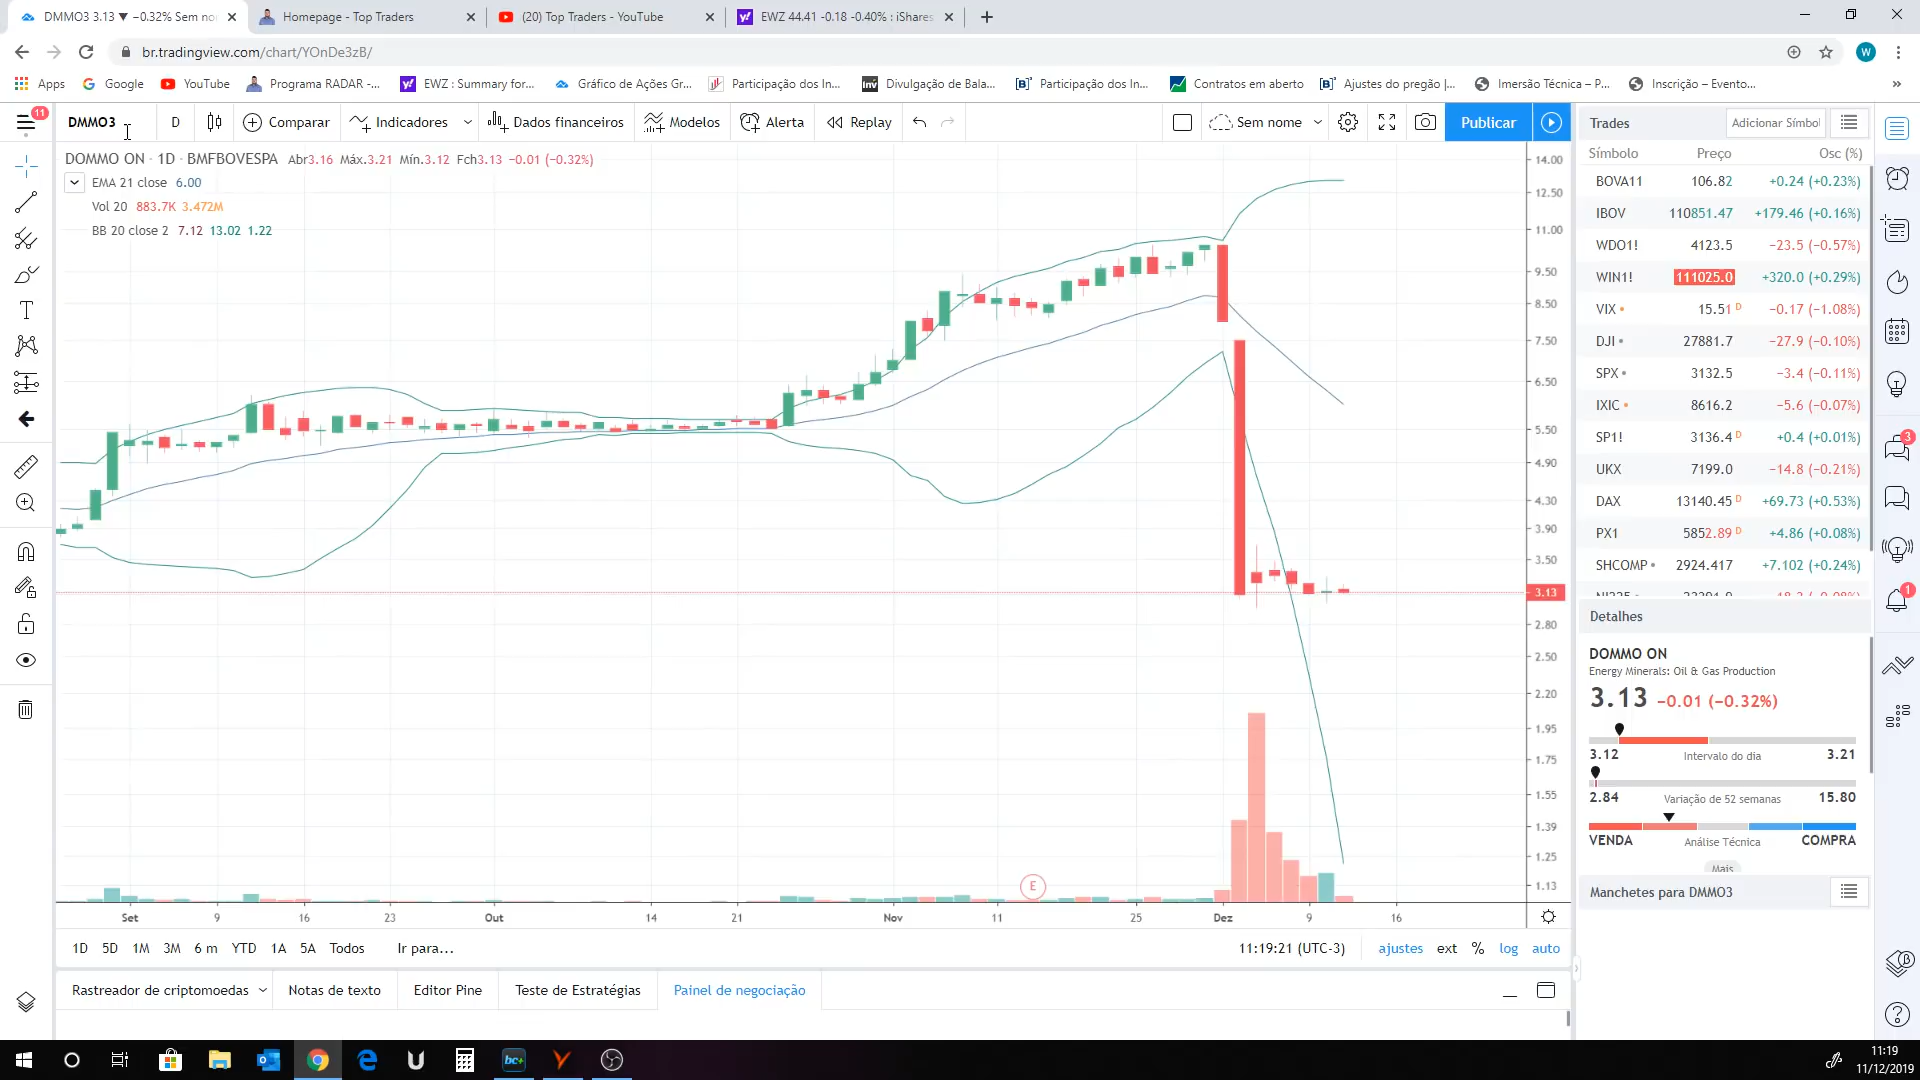 DMMO3 3.13 ▼ −0.32% Sem no
Homepage - Top Traders
(20) Top Traders - YouTube
EWZ 44.41 -0.18 -0.40% : iShares
br.tradingview.com/chart/YOnDe3zB/
W
Apps
Google
YouTube
Programa RADAR -...
EWZ : Summary for...
Gráfico de Ações Gr...
Participação dos In...
Divulgação de Bala...
Participação dos In...
Contratos em aberto
Ajustes do pregão |...
Imersão Técnica – P...
Inscrição – Evento...
»
11
DMMO3
D
Comparar
Indicadores
Dados financeiros
Modelos
Alerta
Replay
Sem nome
Publicar
DOMMO ON · 1D · BMFBOVESPA Abr3.16 Máx.3.21 Mín.3.12 Fch3.13 −0.01 (−0.32%)
EMA 21 close 6.00
Vol 20 883.7K 3.472M
BB 20 close 2 7.12 13.02 1.22
14.00
12.50
11.00
9.50
8.50
7.50
6.50
5.50
4.90
4.30
3.90
3.50
3.13
2.80
2.50
2.20
1.95
1.75
1.55
1.39
1.25
1.13
E
Set 9 16 23 Out 14 21 Nov 11 25 Dez 9 16
1D 5D 1M 3M 6 m YTD 1A 5A Todos Ir para...
11:19:21 (UTC-3) ajustes ext % log auto
Rastreador de criptomoedas Notas de texto Editor Pine Teste de Estratégias Painel de negociação
Trades
Adicionar Símbol
Símbolo Preço Osc (%)
BOVA11 106.82 +0.24 (+0.23%)
IBOV 110851.47 +179.46 (+0.16%)
WDO1! 4123.5 −23.5 (−0.57%)
WIN1! 111025.0 +320.0 (+0.29%)
VIX 15.51 D −0.17 (−1.08%)
DJI 27881.7 −27.9 (−0.10%)
SPX 3132.5 −3.4 (−0.11%)
IXIC 8616.2 −5.6 (−0.07%)
SP1! 3136.4 D +0.4 (+0.01%)
UKX 7199.0 −14.8 (−0.21%)
DAX 13140.45 D +69.73 (+0.53%)
PX1 5852.89 D +4.86 (+0.08%)
SHCOMP 2924.417 +7.102 (+0.24%)
Detalhes
DOMMO ON
Energy Minerals: Oil & Gas Production
3.13 −0.01 (−0.32%)
3.12 Intervalo do dia 3.21
2.84 Variação de 52 semanas 15.80
VENDA Análise Técnica COMPRA
Mais
Manchetes para DMMO3
3
1
bc+
11:19
11/12/2019